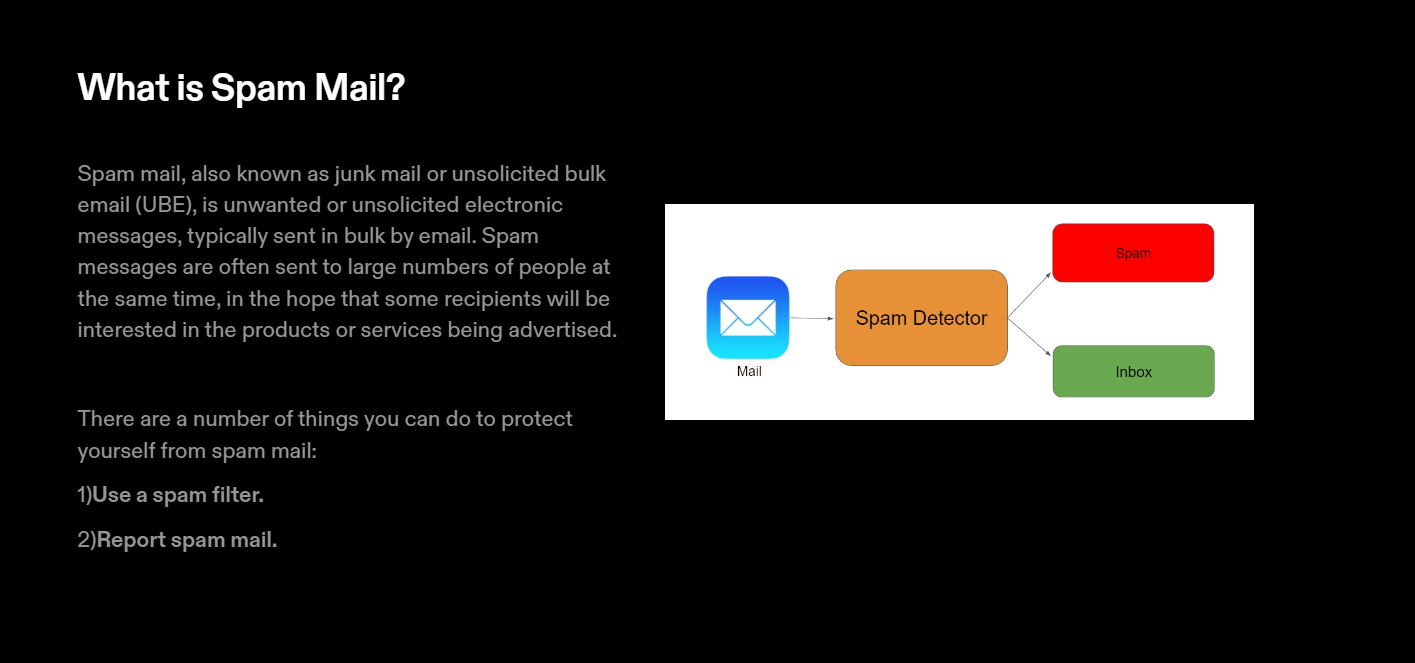 What is Spam Mail?
Spam mail, also known as junk mail or unsolicited bulk
email (UBE), is unwanted or unsolicited electronic
messages, typically sent in bulk by email. Spam
messages are often sent to large numbers of people at
the same time, in the hope that some recipients will be
interested in the products or services being advertised.
There are a number of things you can do to protect
yourself from spam mail:
1)Use a spam filter.
2)Report spam mail.
Mail
Spam Detector
Spam
Inbox